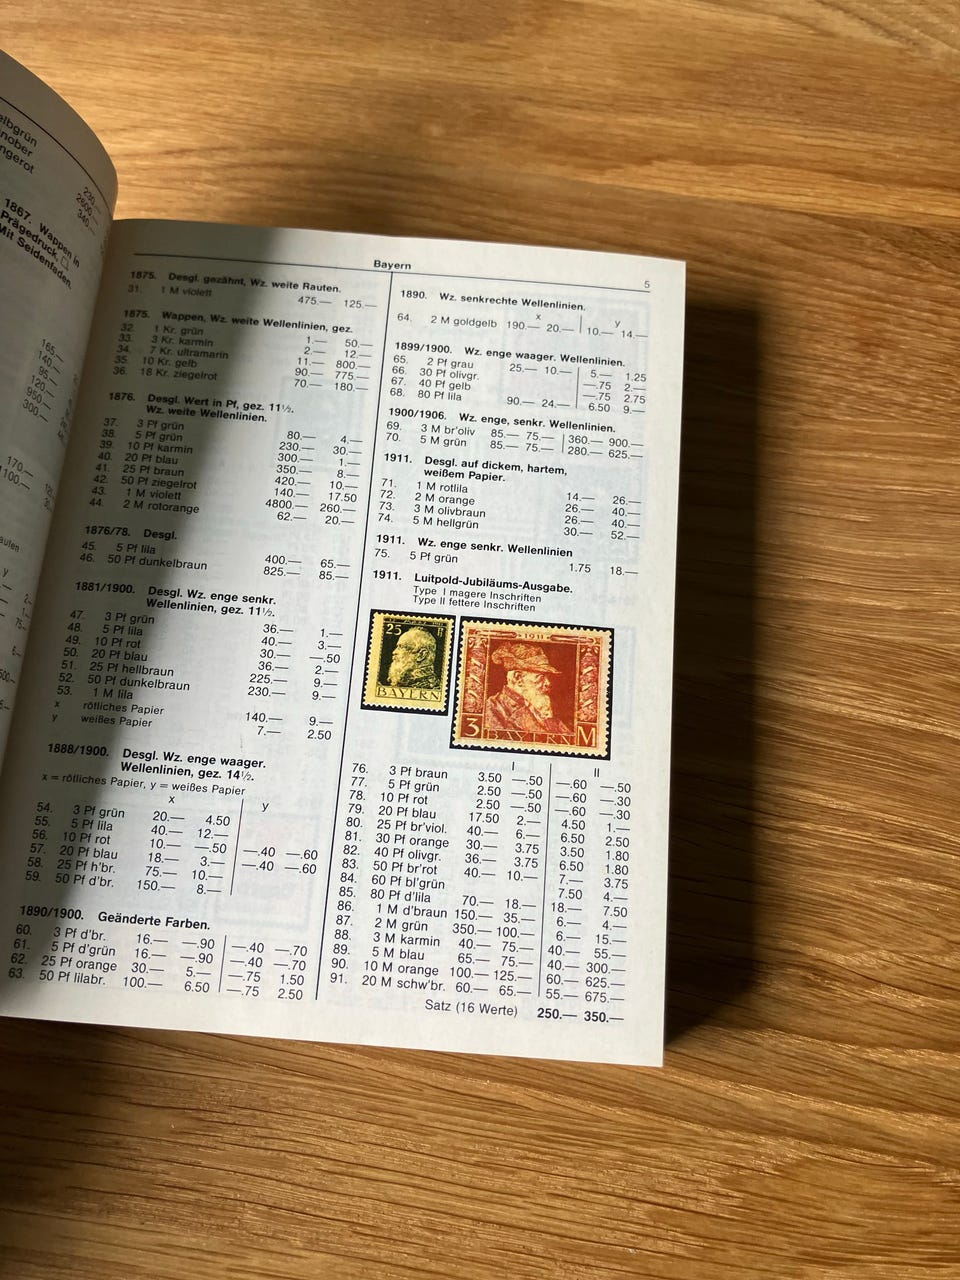 elbgrün
nober
ngerot
230.—
2800.—
340.—
1867. Wappen in
Prägedruck,
Mit Seidenfaden.
165.—
140.—
95.—
120.—
950.—
300.—
170.—
1100.—
Bayern
5
1875. Desgl. gezähnt, Wz. weite Rauten.
31. 1 M violett 475.— 125.—
1875. Wappen, Wz. weite Wellenlinien, gez.
32. 1 Kr. grün 1.— 50.—
33. 3 Kr. karmin 2.— 12.—
34. 7 Kr. ultramarin 11.— 800.—
35. 10 Kr. gelb 90.— 775.—
36. 18 Kr. ziegelrot 70.— 180.—
1876. Desgl. Wert in Pf, gez. 11½.
Wz. weite Wellenlinien.
37. 3 Pf grün 80.— 4.—
38. 5 Pf grün 230.— 30.—
39. 10 Pf karmin 300.— 1.—
40. 20 Pf blau 350.— 8.—
41. 25 Pf braun 420.— 10.—
42. 50 Pf ziegelrot 140.— 17.50
43. 1 M violett 4800.— 260.—
44. 2 M rotorange 62.— 20.—
1876/78. Desgl.
45. 5 Pf lila 400.— 65.—
46. 50 Pf dunkelbraun 825.— 85.—
1881/1900. Desgl. Wz. enge senkr.
Wellenlinien, gez. 11½.
47. 3 Pf grün 36.— 1.—
48. 5 Pf lila 40.— 3.—
49. 10 Pf rot 30.— —.50
50. 20 Pf blau 36.— 2.—
51. 25 Pf hellbraun 225.— 9.—
52. 50 Pf dunkelbraun 230.— 9.—
53. 1 M lila
x rötliches Papier 140.— 9.—
y weißes Papier 7.— 2.50
1888/1900. Desgl. Wz. enge waager.
Wellenlinien, gez. 14½.
x = rötliches Papier, y = weißes Papier
x y
54. 3 Pf grün 20.— 4.50
55. 5 Pf lila 40.— 12.—
56. 10 Pf rot 10.— —.50 —.40 —.60
57. 20 Pf blau 18.— 3.— —.40 —.60
58. 25 Pf h'br. 75.— 10.—
59. 50 Pf d'br. 150.— 8.—
1890/1900. Geänderte Farben.
60. 3 Pf d'br. 16.— —.90 —.40 —.70
61. 5 Pf d'grün 16.— —.90 —.40 —.70
62. 25 Pf orange 30.— 5.— —.75 1.50
63. 50 Pf lilabr. 100.— 6.50 —.75 2.50
1890. Wz. senkrechte Wellenlinien.
x y
64. 2 M goldgelb 190.— 20.— 10.— 14.—
1899/1900. Wz. enge waager. Wellenlinien.
65. 2 Pf grau 25.— 10.— 5.— 1.25
66. 30 Pf olivgr. —.75 2.—
67. 40 Pf gelb —.75 2.75
68. 80 Pf lila 90.— 24.— 6.50 9.—
1900/1906. Wz. enge, senkr. Wellenlinien.
69. 3 M br'oliv 85.— 75.— 360.— 900.—
70. 5 M grün 85.— 75.— 280.— 625.—
1911. Desgl. auf dickem, hartem,
weißem Papier.
71. 1 M rotlila 14.— 26.—
72. 2 M orange 26.— 40.—
73. 3 M olivbraun 26.— 40.—
74. 5 M hellgrün 30.— 52.—
1911. Wz. enge senkr. Wellenlinien
75. 5 Pf grün 1.75 18.—
1911. Luitpold-Jubiläums-Ausgabe.
Type I magere Inschriften
Type II fettere Inschriften
25 Pf
BAYERN
1911
3 BAYERN M
I II
76. 3 Pf braun 3.50 —.50 —.60 —.50
77. 5 Pf grün 2.50 —.50 —.60 —.30
78. 10 Pf rot 2.50 —.50 —.60 —.30
79. 20 Pf blau 17.50 2.— 4.50 1.—
80. 25 Pf br'viol. 40.— 6.— 6.50 2.50
81. 30 Pf orange 30.— 3.75 3.50 1.80
82. 40 Pf olivgr. 36.— 3.75 6.50 1.80
83. 50 Pf br'rot 40.— 10.— 7.— 3.75
84. 60 Pf bl'grün 7.50 4.—
85. 80 Pf d'lila 70.— 18.— 18.— 7.50
86. 1 M d'braun 150.— 35.— 6.— 4.—
87. 2 M grün 350.— 100.— 6.— 15.—
88. 3 M karmin 40.— 75.— 40.— 55.—
89. 5 M blau 65.— 75.— 40.— 300.—
90. 10 M orange 100.— 125.— 60.— 625.—
91. 20 M schw'br. 60.— 65.— 55.— 675.—
Satz (16 Werte) 250.— 350.—